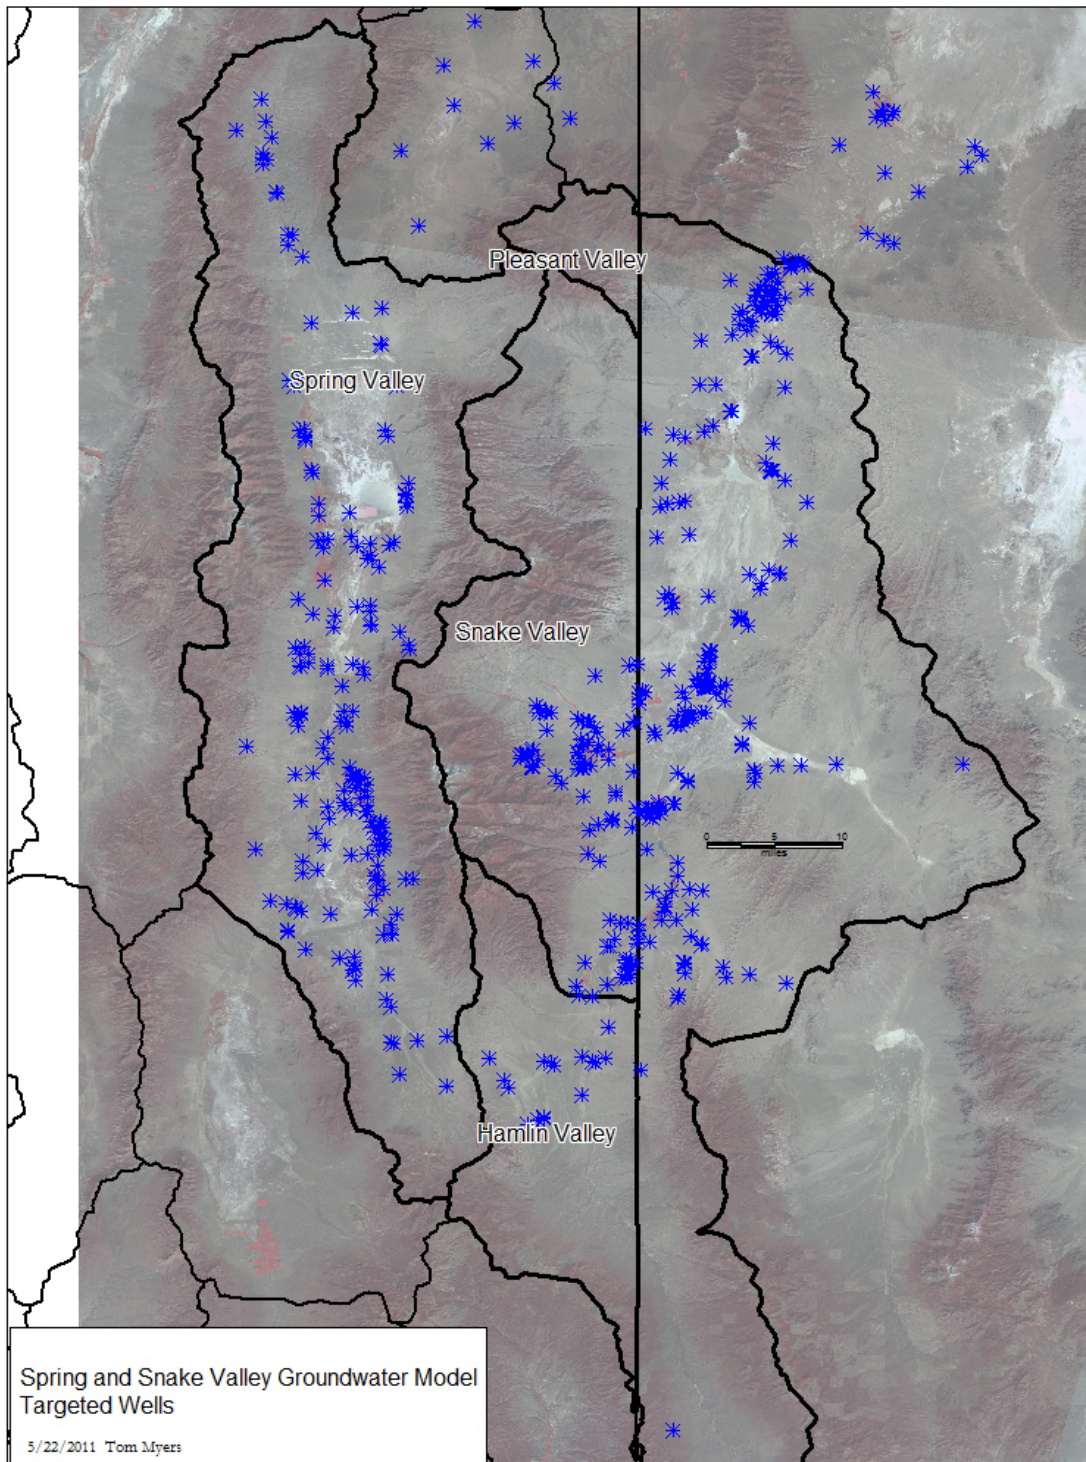 Pleasant Valley
Spring Valley
Snake Valley
0 5 10
miles
Hamlin Valley
Spring and Snake Valley Groundwater Model
Targeted Wells
5/22/2011 Tom Myers